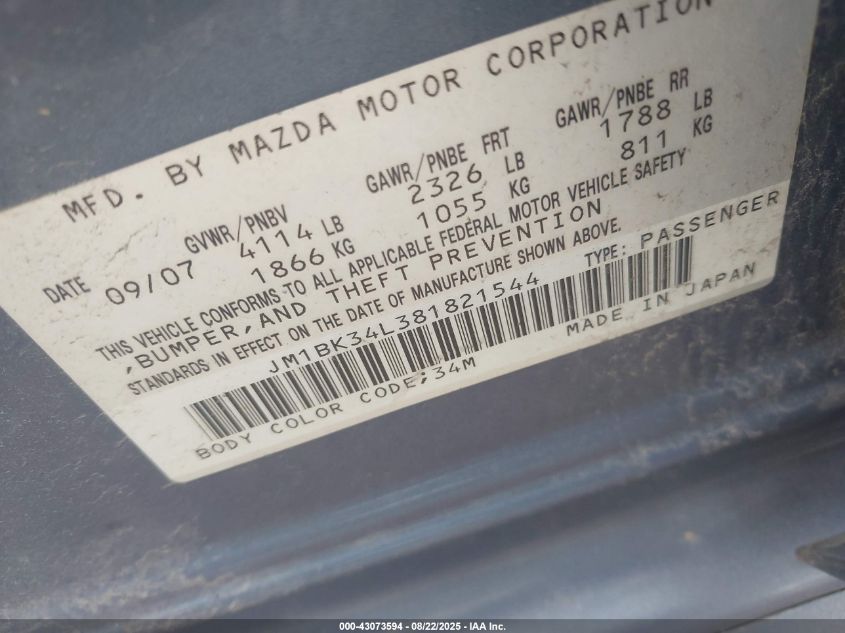 MFD. BY MAZDA MOTOR CORPORATION
DATE GVWR/PNBV GAWR/PNBE FRT GAWR/PNBE RR
09/07 4114 LB 2326 LB 1788 LB
1866 KG 1055 KG 811 KG
THIS VEHICLE CONFORMS TO ALL APPLICABLE FEDERAL MOTOR VEHICLE SAFETY
,BUMPER,AND THEFT PREVENTION
STANDARDS IN EFFECT ON THE DATE OF MANUFACTURE SHOWN ABOVE.
JM1BK34L381821544 TYPE: PASSENGER
BODY COLOR CODE;34M MADE IN JAPAN
000-43073594 - 08/22/2025 - IAA Inc.